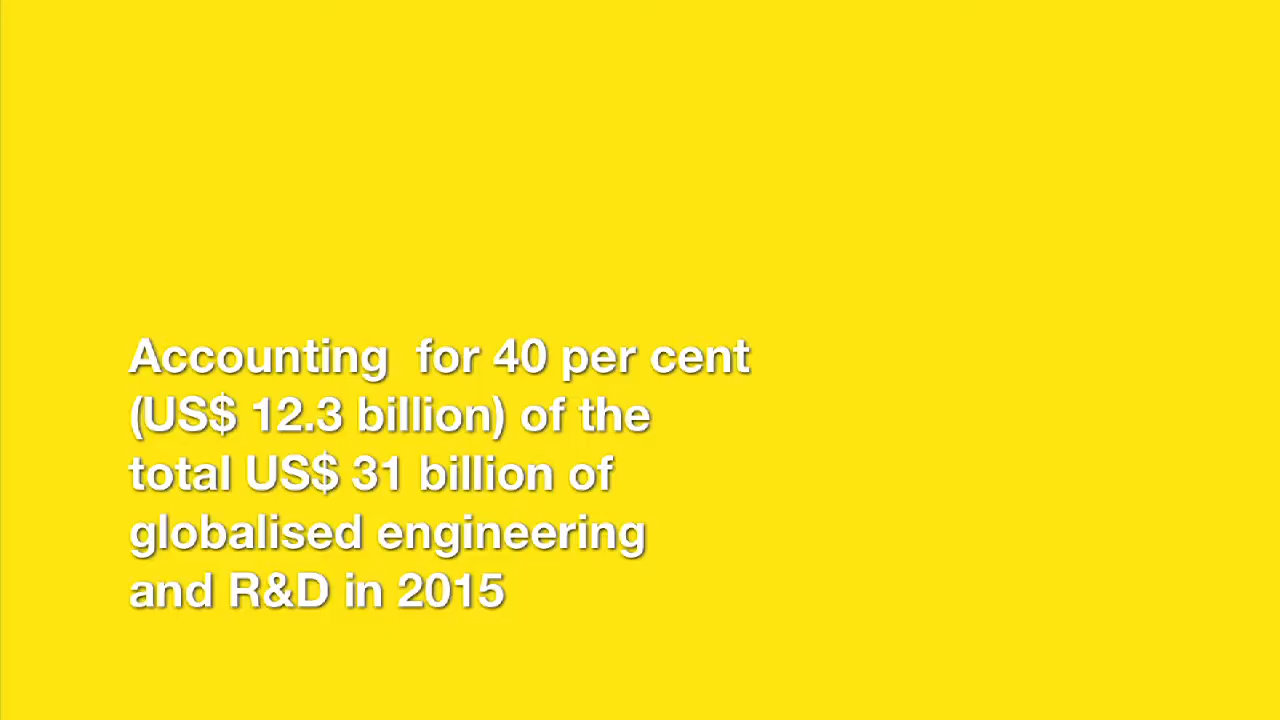 Accounting  for 40 per cent
(US$ 12.3 billion) of the
total US$ 31 billion of
globalised engineering
and R&D in 2015